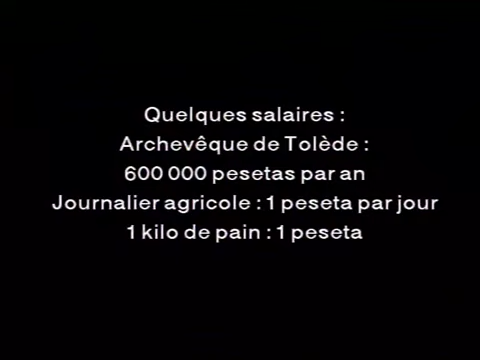 Quelques salaires :
Archevêque de Tolède :
600 000 pesetas par an
Journalier agricole : 1 peseta par jour
1 kilo de pain : 1 peseta